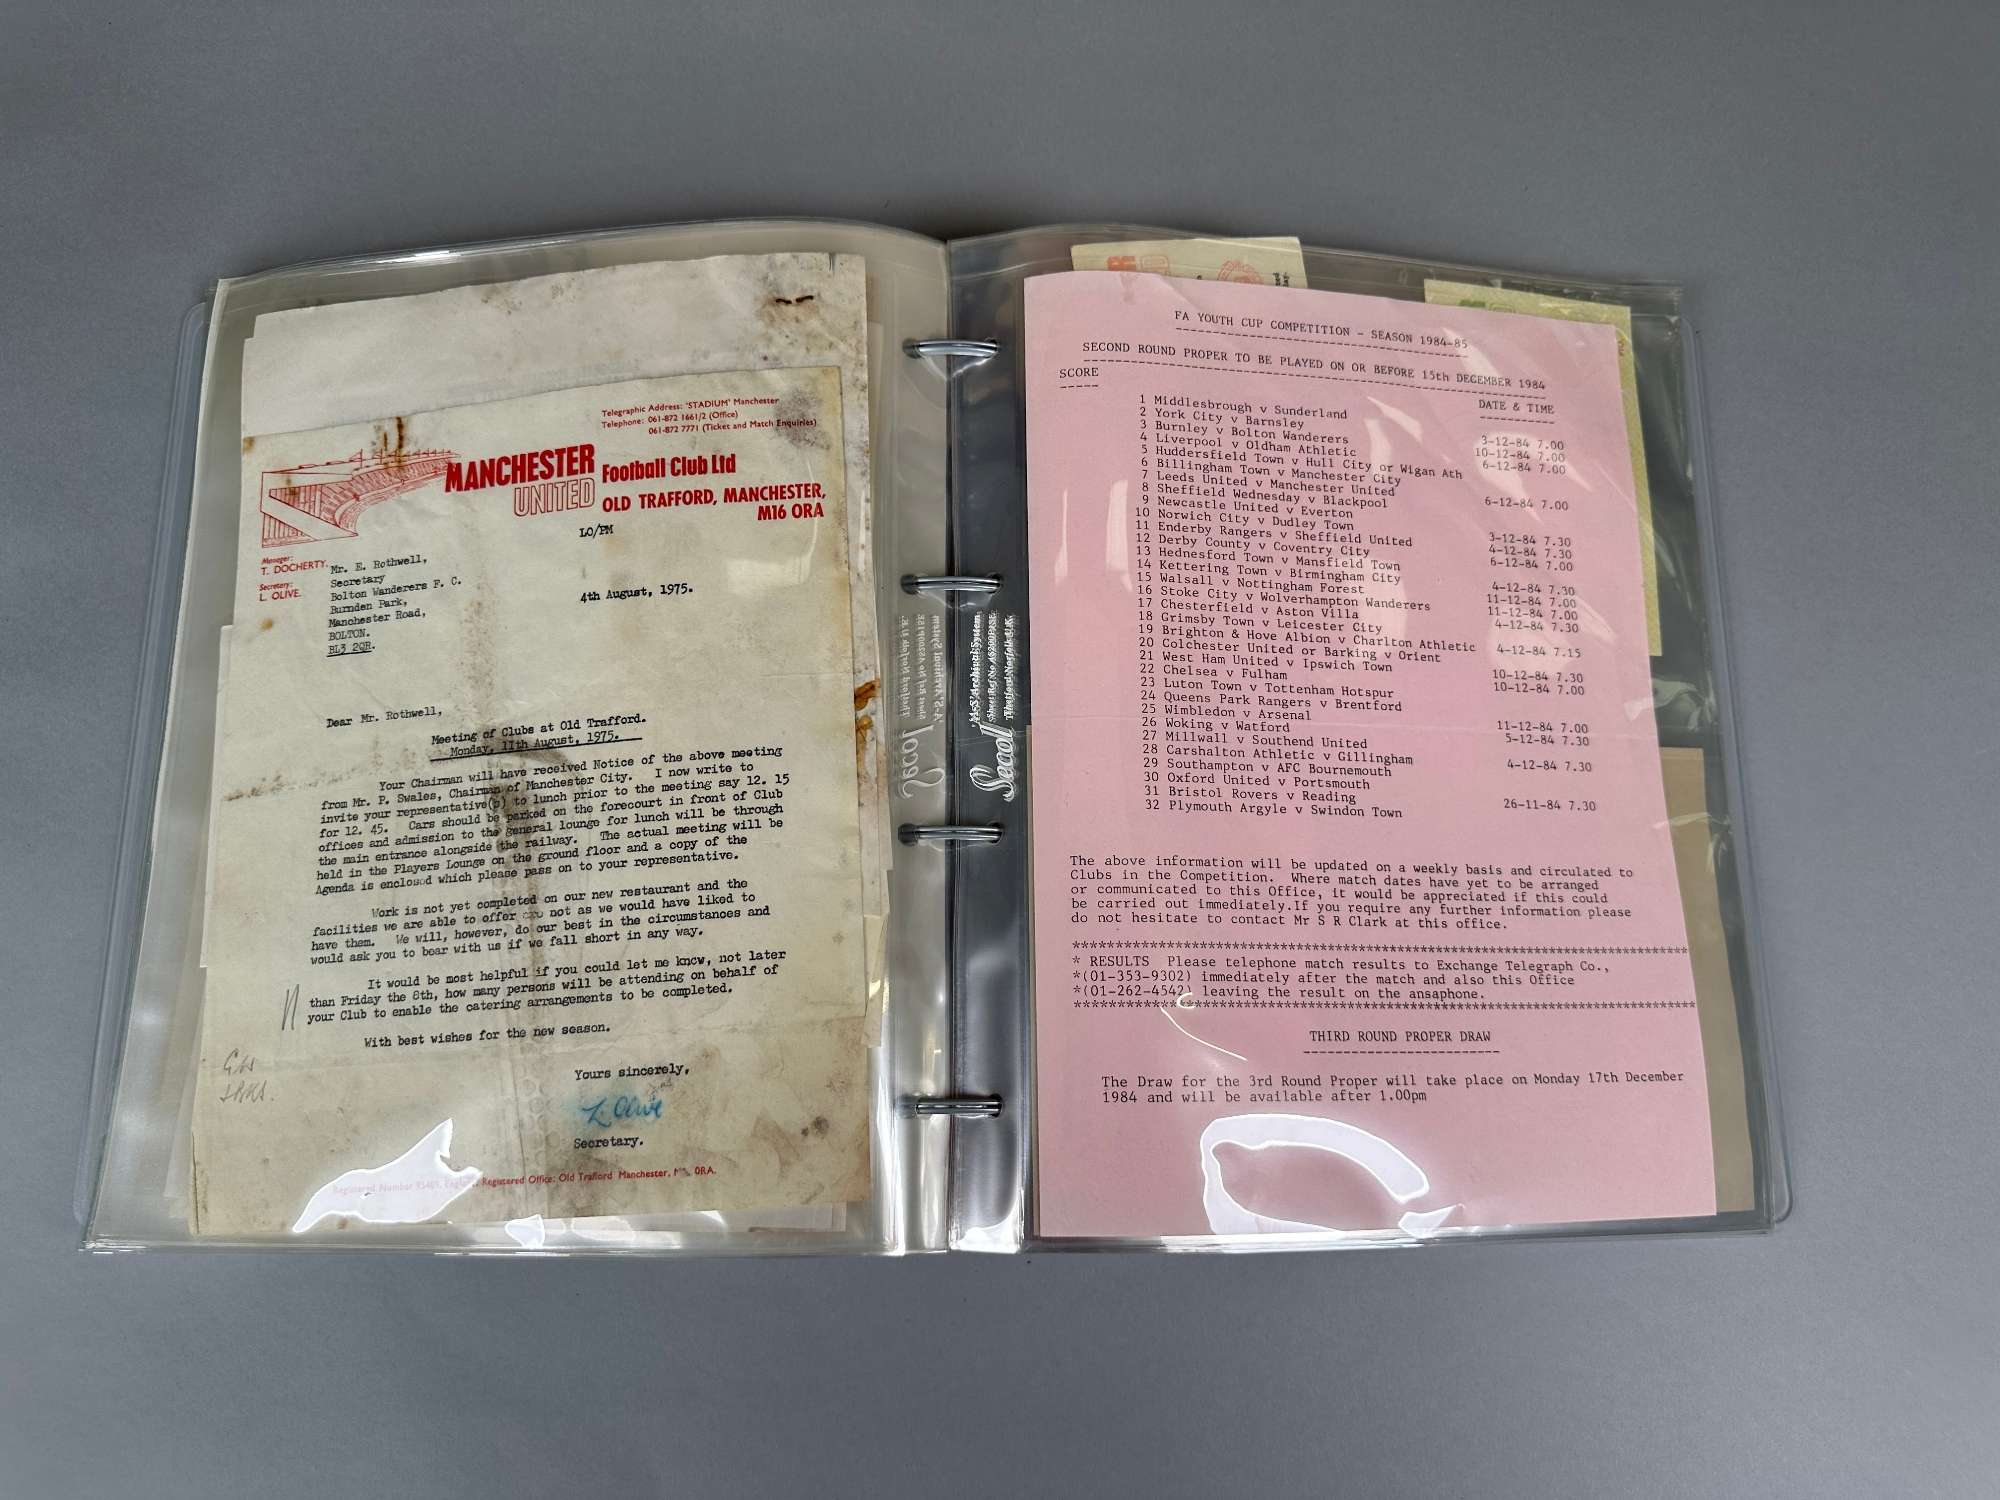 Telegraphic Address: 'STADIUM' Manchester
Telephone: 061-872 1661/2 (Office)
061-872 7771 (Ticket and Match Enquiries)
MANCHESTER
UNITED
Football Club Ltd
OLD TRAFFORD, MANCHESTER,
M16 ORA
LO/PM
Manager:
T. DOCHERTY.
Secretary:
L. OLIVE.
Mr. E. Rothwell,
Secretary
Bolton Wanderers F. C.
Burnden Park,
Manchester Road,
BOLTON.
BL3 2QR.
4th August, 1975.
Dear Mr. Rothwell,
Meeting of Clubs at Old Trafford.
Monday, 11th August, 1975.
Your Chairman will have received Notice of the above meeting
from Mr. P. Swales, Chairman of Manchester City. I now write to
invite your representative(s) to lunch prior to the meeting say 12. 15
for 12. 45. Cars should be parked on the forecourt in front of Club
offices and admission to the general lounge for lunch will be through
the main entrance alongside the railway. The actual meeting will be
held in the Players Lounge on the ground floor and a copy of the
Agenda is enclosed which please pass on to your representative.
Work is not yet completed on our new restaurant and the
facilities we are able to offer are not as we would have liked to
have them. We will, however, do our best in the circumstances and
would ask you to bear with us if we fall short in any way.
It would be most helpful if you could let me know, not later
than Friday the 8th, how many persons will be attending on behalf of
your Club to enable the catering arrangements to be completed.
With best wishes for the new season.
Yours sincerely,
L. Olive
Secretary.
Registered Office: Old Trafford Manchester, ORA.
Secol
'A-S' Archival System
FA YOUTH CUP COMPETITION - SEASON 1984-85
SECOND ROUND PROPER TO BE PLAYED ON OR BEFORE 15th DECEMBER 1984
SCORE
DATE & TIME
1 Middlesbrough v Sunderland
2 York City v Barnsley 3-12-84 7.00
3 Burnley v Bolton Wanderers 10-12-84 7.00
4 Liverpool v Oldham Athletic 6-12-84 7.00
5 Huddersfield Town v Hull City or Wigan Ath
6 Billingham Town v Manchester City
7 Leeds United v Manchester United 6-12-84 7.00
8 Sheffield Wednesday v Blackpool
9 Newcastle United v Everton
10 Norwich City v Dudley Town 3-12-84 7.30
11 Enderby Rangers v Sheffield United 4-12-84 7.30
12 Derby County v Coventry City 6-12-84 7.00
13 Hednesford Town v Mansfield Town
14 Kettering Town v Birmingham City 4-12-84 7.30
15 Walsall v Nottingham Forest 11-12-84 7.00
16 Stoke City v Wolverhampton Wanderers 11-12-84 7.00
17 Chesterfield v Aston Villa 4-12-84 7.30
18 Grimsby Town v Leicester City
19 Brighton & Hove Albion v Charlton Athletic 4-12-84 7.15
20 Colchester United or Barking v Orient
21 West Ham United v Ipswich Town 10-12-84 7.30
22 Chelsea v Fulham 10-12-84 7.00
23 Luton Town v Tottenham Hotspur
24 Queens Park Rangers v Brentford
25 Wimbledon v Arsenal 11-12-84 7.00
26 Woking v Watford 5-12-84 7.30
27 Millwall v Southend United
28 Carshalton Athletic v Gillingham 4-12-84 7.30
29 Southampton v AFC Bournemouth
30 Oxford United v Portsmouth
31 Bristol Rovers v Reading 26-11-84 7.30
32 Plymouth Argyle v Swindon Town
The above information will be updated on a weekly basis and circulated to
Clubs in the Competition. Where match dates have yet to be arranged
or communicated to this Office, it would be appreciated if this could
be carried out immediately.If you require any further information please
do not hesitate to contact Mr S R Clark at this office.
* RESULTS Please telephone match results to Exchange Telegraph Co.,
*(01-353-9302) immediately after the match and also this Office
*(01-262-4542) leaving the result on the ansaphone.
THIRD ROUND PROPER DRAW
The Draw for the 3rd Round Proper will take place on Monday 17th December
1984 and will be available after 1.00pm